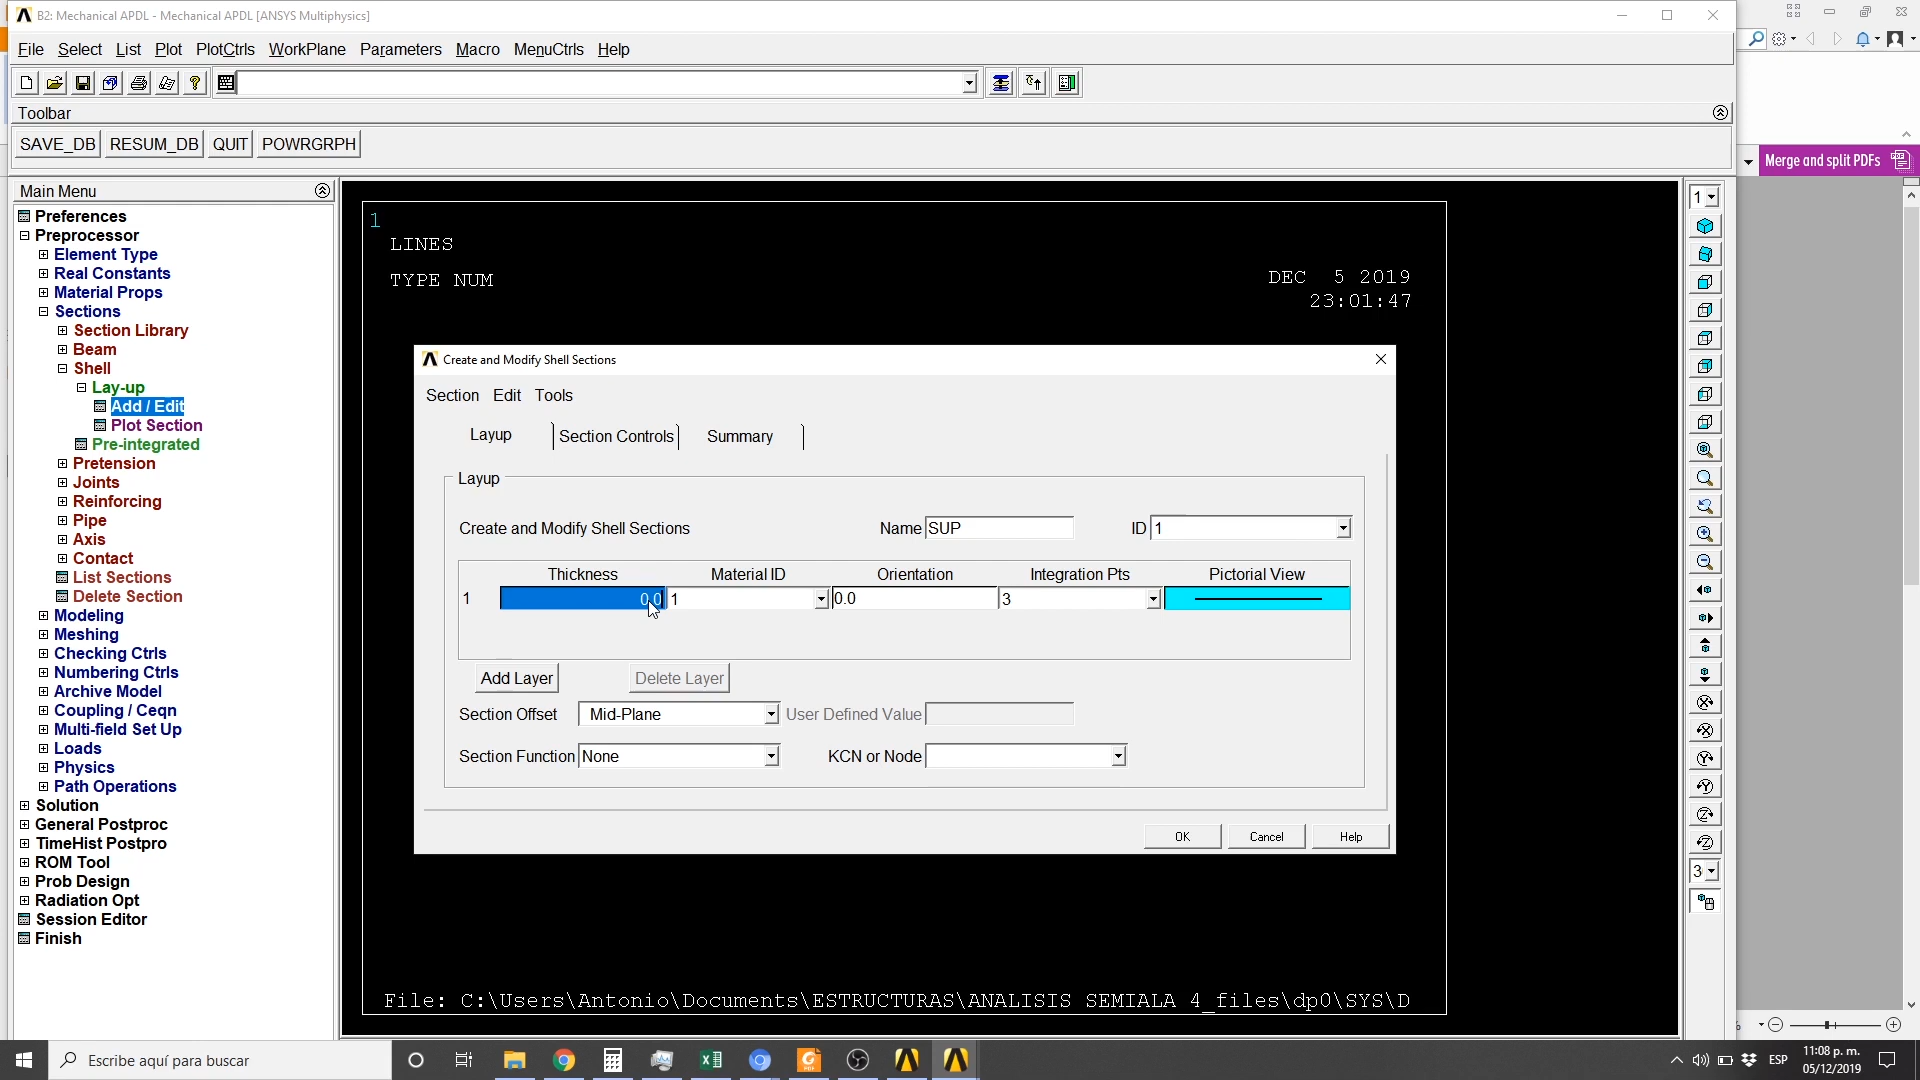 B2: Mechanical APDL - Mechanical APDL [ANSYS Multiphysics]
File Select List Plot PlotCtrls WorkPlane Parameters Macro MenuCtrls Help
Toolbar
SAVE_DB RESUM_DB QUIT POWRGRPH
Merge and split PDFs
Main Menu
Preferences
Preprocessor
Element Type
Real Constants
Material Props
Sections
Section Library
Beam
Shell
Lay-up
Add / Edit
Plot Section
Pre-integrated
Pretension
Joints
Reinforcing
Pipe
Axis
Contact
List Sections
Delete Section
Modeling
Meshing
Checking Ctrls
Numbering Ctrls
Archive Model
Coupling / Ceqn
Multi-field Set Up
Loads
Physics
Path Operations
Solution
General Postproc
TimeHist Postpro
ROM Tool
Prob Design
Radiation Opt
Session Editor
Finish
1
LINES
TYPE NUM
DEC 5 2019
23:01:47
Create and Modify Shell Sections
Section Edit Tools
Layup Section Controls Summary
Layup
Create and Modify Shell Sections Name SUP ID 1
Thickness Material ID Orientation Integration Pts Pictorial View
1 0.0 1 0.0 3
Add Layer Delete Layer
Section Offset Mid-Plane User Defined Value
Section Function None KCN or Node
OK Cancel Help
File: C:\Users\Antonio\Documents\ESTRUCTURAS\ANALISIS SEMIALA 4_files\dp0\SYS\D
1
3
Escribe aquí para buscar
ESP
11:08 p. m.
05/12/2019